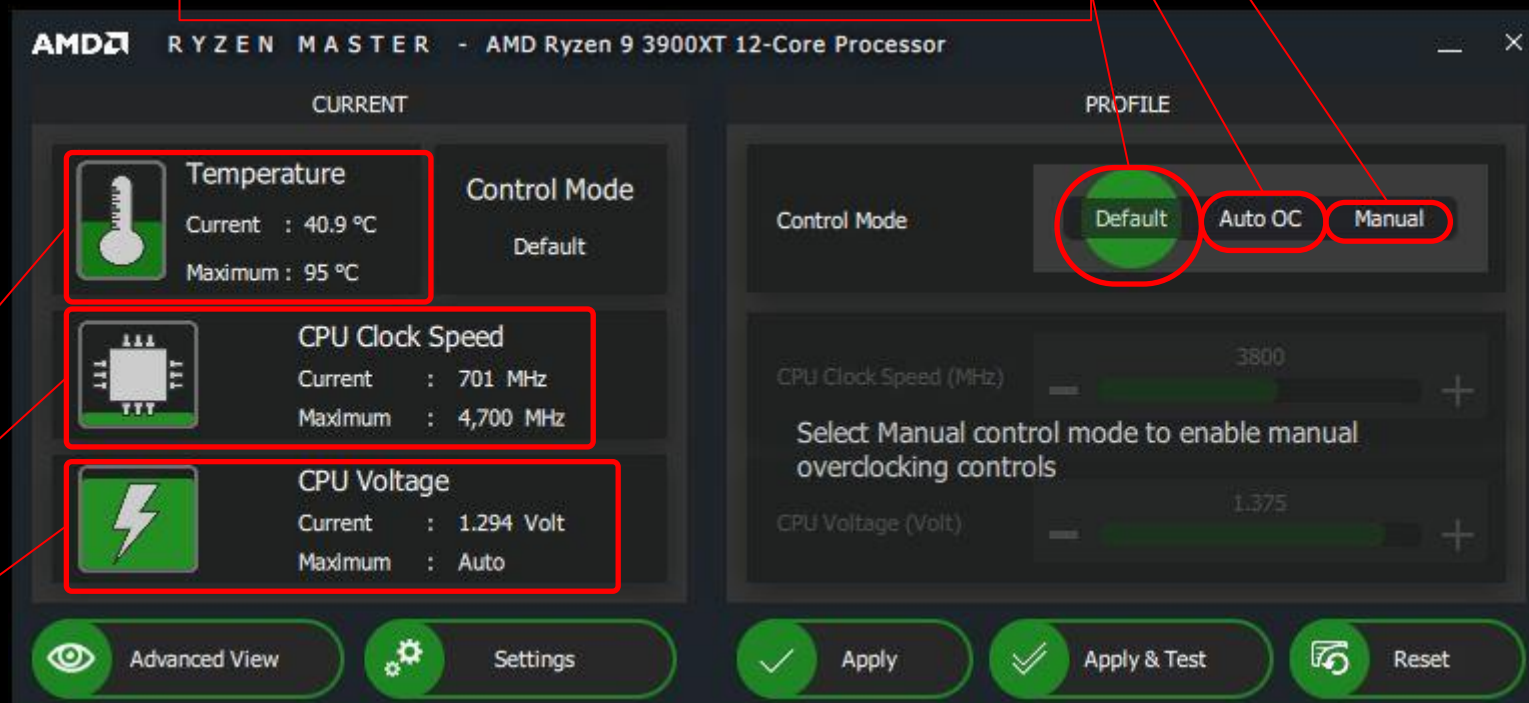 AMD RYZEN MASTER - AMD Ryzen 9 3900XT 12-Core Processor
CURRENT
Temperature
Current : 40.9 °C
Maximum : 95 °C
Control Mode
Default
CPU Clock Speed
Current : 701 MHz
Maximum : 4,700 MHz
CPU Voltage
Current : 1.294 Volt
Maximum : Auto
Advanced View
Settings
PROFILE
Control Mode
Default Auto OC Manual
CPU Clock Speed (MHz)
3800
Select Manual control mode to enable manual
overclocking controls
CPU Voltage (Volt)
1.375
Apply
Apply & Test
Reset